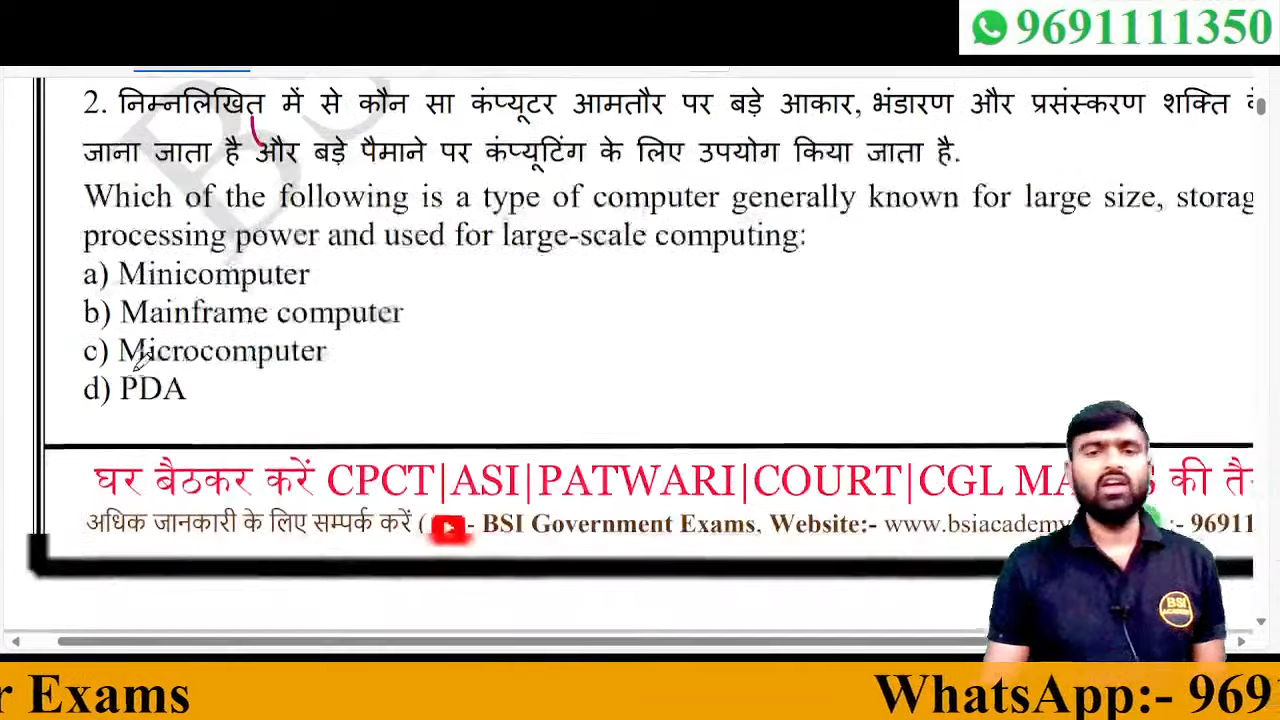 9691111350
2. निम्नलिखित में से कौन सा कंप्यूटर आमतौर पर बड़े आकार, भंडारण और प्रसंस्करण शक्ति
जाना जाता है और बड़े पैमाने पर कंप्यूटिंग के लिए उपयोग किया जाता है.
Which of the following is a type of computer generally known for large size, storag
processing power and used for large-scale computing:
a) Minicomputer
b) Mainframe computer
c) Microcomputer
d) PDA
घर बैठकर करें CPCT|ASI|PATWARI|COURT|CGL MA की तै
अधिक जानकारी के लिए सम्पर्क करें ( - BSI Government Exams, Website:- www.bsiacademy :- 96911
BSI
ACADEMY
r Exams
WhatsApp:- 969